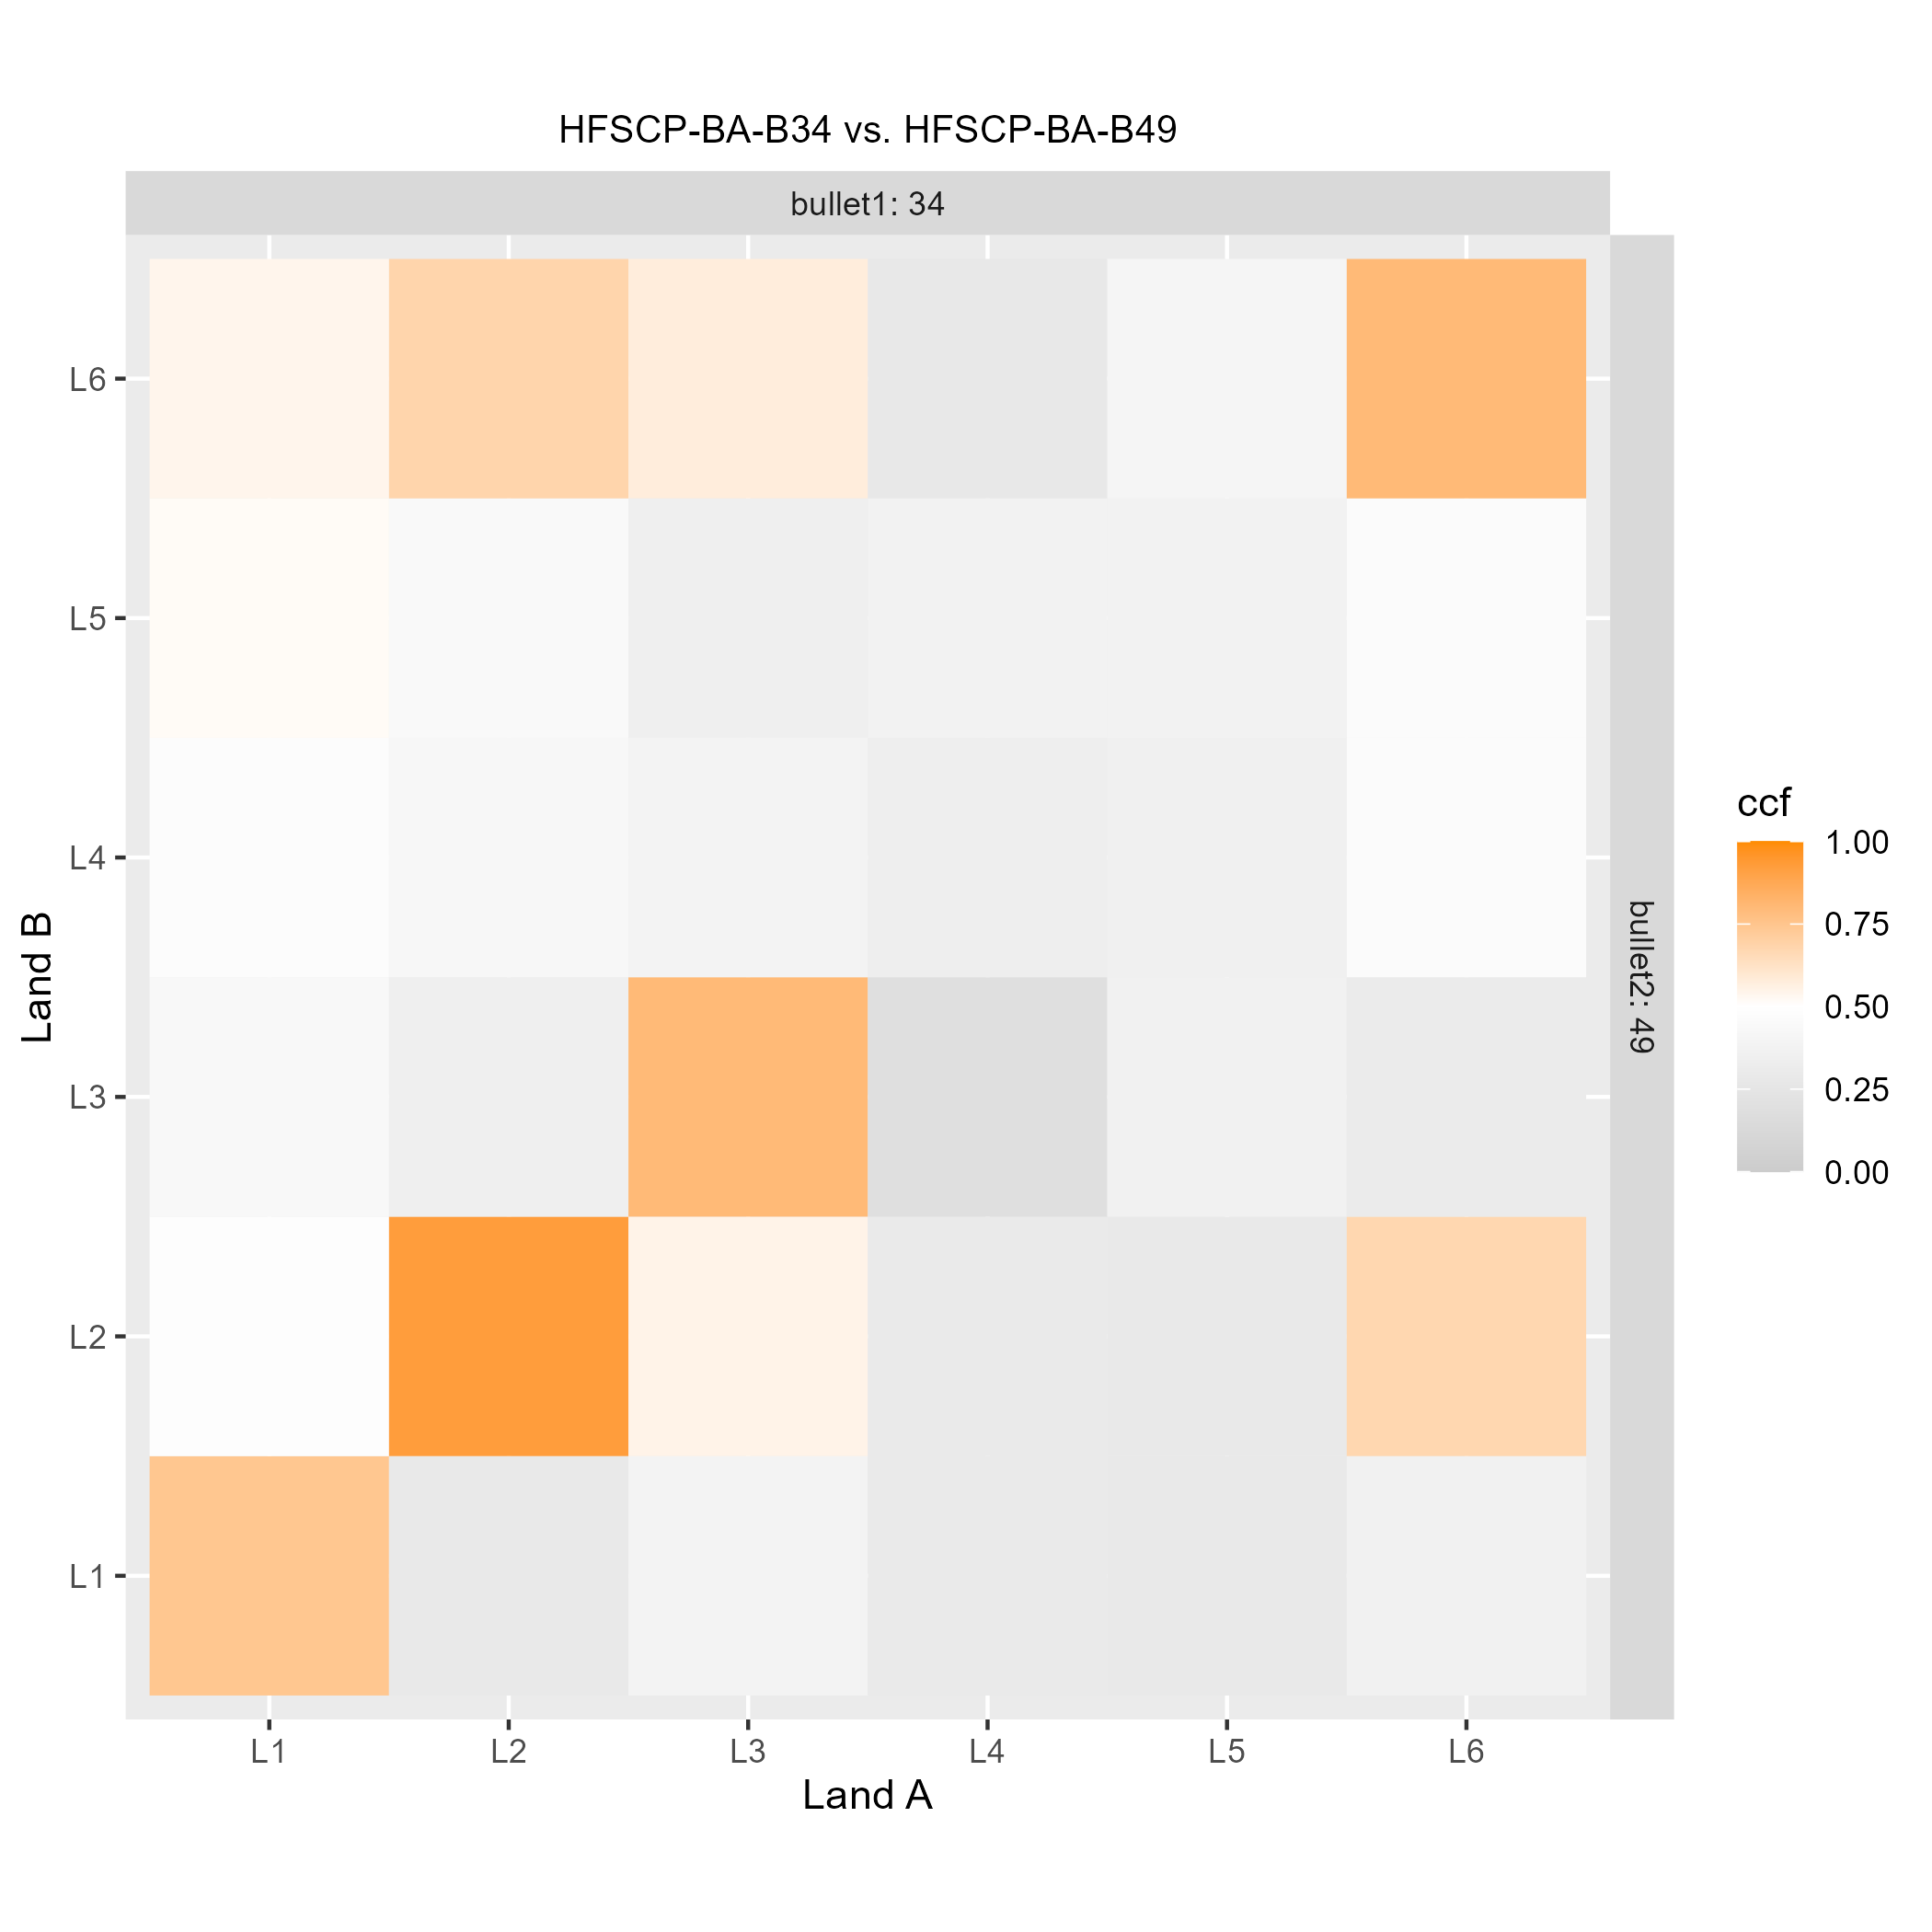 HFSCP-BA-B34 vs. HFSCP-BA-B49
bullet1: 34
L6
L5
L4
L3
L2
L1
Land B
bullet2: 49
ccf
1.00
0.75
0.50
0.25
0.00
L1 L2 L3 L4 L5 L6
Land A